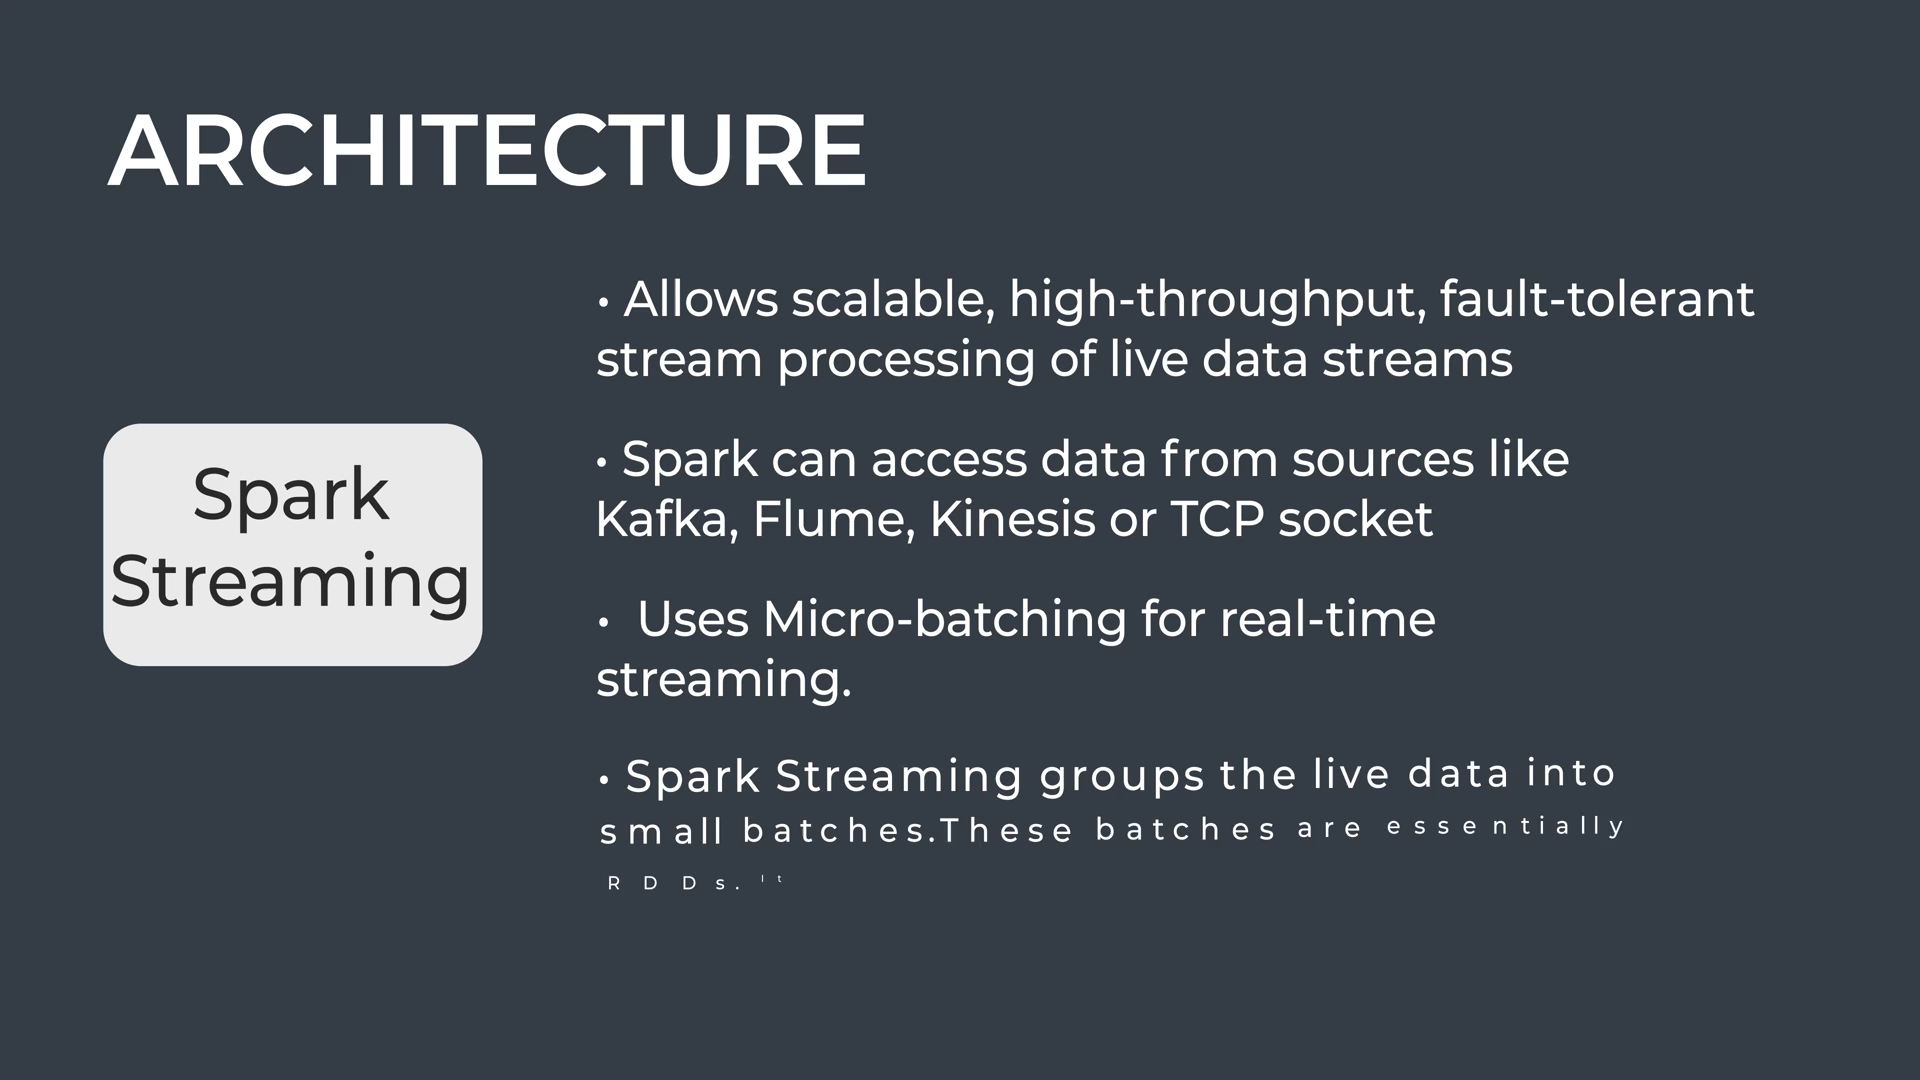 ARCHITECTURE
• Allows scalable, high-throughput, fault-tolerant
stream processing of live data streams
• Spark can access data from sources like
Kafka, Flume, Kinesis or TCP socket
Spark
Streaming
• Uses Micro-batching for real-time
streaming.
• Spark Streaming groups the live data into
small batches.These batches are essentially
RDDs. It